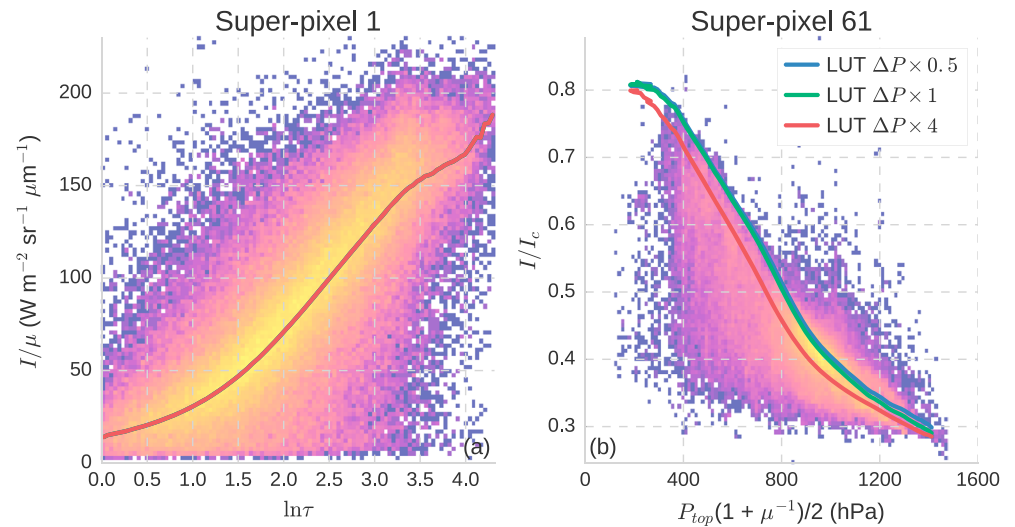 Super-pixel 1
Super-pixel 61
200
150
100
50
0
I/μ (W m⁻² sr⁻¹ μm⁻¹)
0.0 0.5 1.0 1.5 2.0 2.5 3.0 3.5 4.0
lnτ
(a)
LUT ΔP × 0.5
LUT ΔP × 1
LUT ΔP × 4
0.8
0.7
0.6
0.5
0.4
0.3
I/I_c
(b)
0 400 800 1200 1600
P_top(1 + μ⁻¹)/2 (hPa)